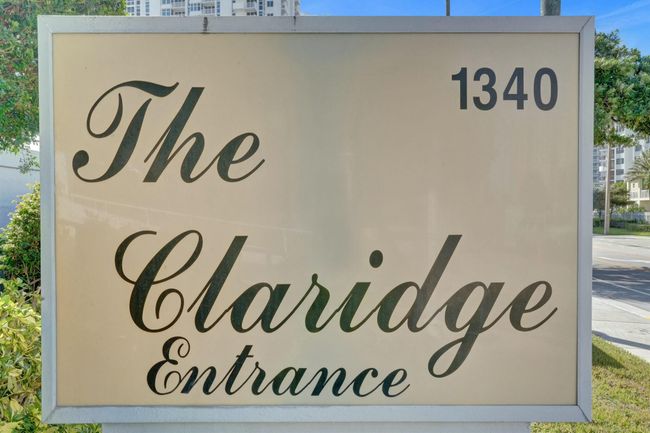 The
1340
Claridge
Entrance